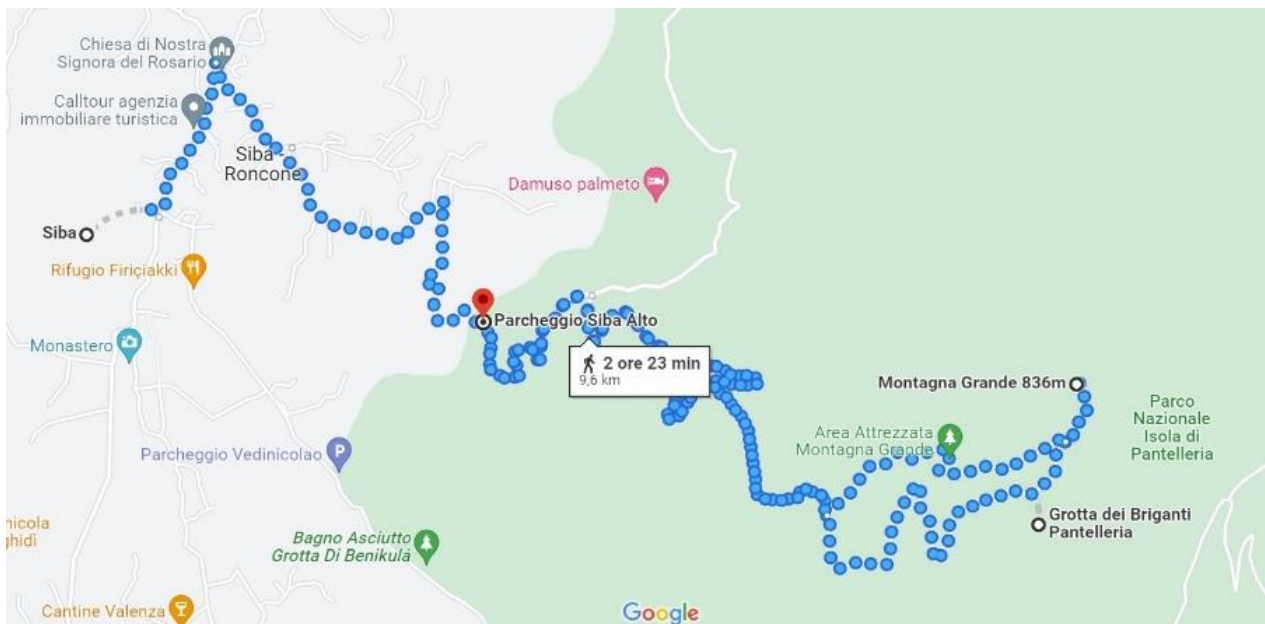 Chiesa di Nostra
Signora del Rosario
Calltour agenzia
immobiliare turistica
Siba
Roncone
Damuso palmeto
Siba
Rifugio Firiçiakki
Parcheggio Siba Alto
Monastero
2 ore 23 min
9,6 km
Montagna Grande 836m
Parco
Nazionale
Isola di
Pantelleria
Area Attrezzata
Montagna Grande
Parcheggio Vedinicolao
P
Grotta dei Briganti
Pantelleria
nicola
ghidì
Bagno Asciutto
Grotta Di Benikulá
Cantine Valenza
Google